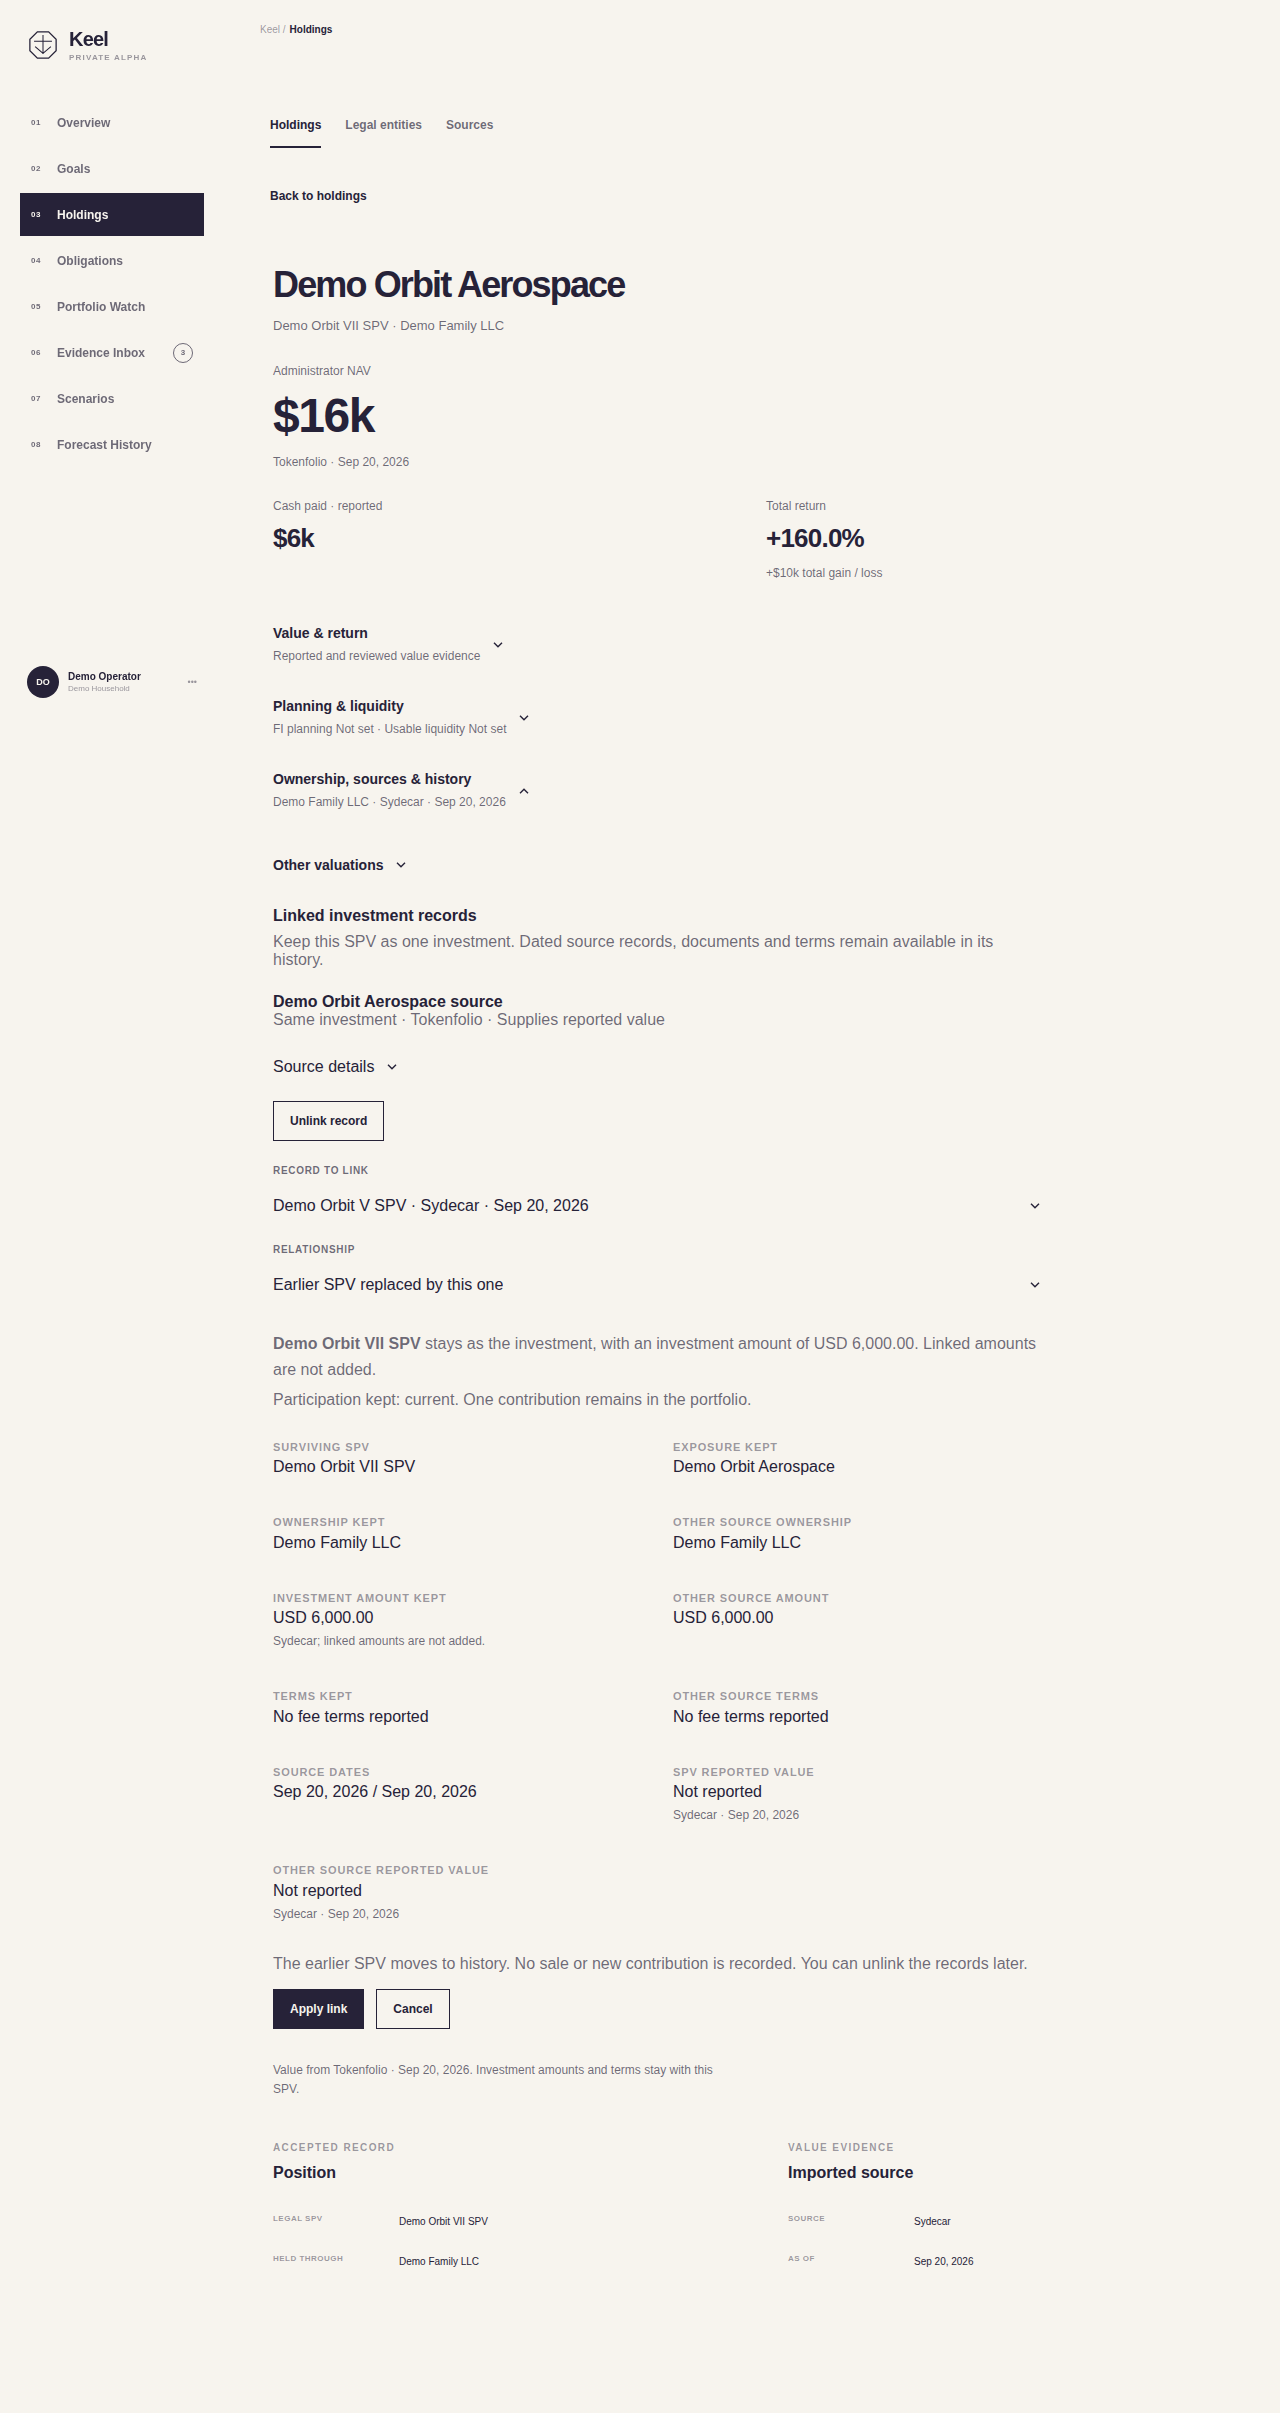 Keel
PRIVATE ALPHA
01 Overview
02 Goals
03 Holdings
04 Obligations
05 Portfolio Watch
06 Evidence Inbox 3
07 Scenarios
08 Forecast History
DO Demo Operator
Demo Household
Keel / Holdings
Holdings Legal entities Sources
Back to holdings
Demo Orbit Aerospace
Demo Orbit VII SPV · Demo Family LLC
Administrator NAV
$16k
Tokenfolio · Sep 20, 2026
Cash paid · reported
$6k
Total return
+160.0%
+$10k total gain / loss
Value & return
Reported and reviewed value evidence
Planning & liquidity
FI planning Not set · Usable liquidity Not set
Ownership, sources & history
Demo Family LLC · Sydecar · Sep 20, 2026
Other valuations
Linked investment records
Keep this SPV as one investment. Dated source records, documents and terms remain available in its
history.
Demo Orbit Aerospace source
Same investment · Tokenfolio · Supplies reported value
Source details
Unlink record
RECORD TO LINK
Demo Orbit V SPV · Sydecar · Sep 20, 2026
RELATIONSHIP
Earlier SPV replaced by this one
Demo Orbit VII SPV stays as the investment, with an investment amount of USD 6,000.00. Linked amounts
are not added.
Participation kept: current. One contribution remains in the portfolio.
SURVIVING SPV
Demo Orbit VII SPV
EXPOSURE KEPT
Demo Orbit Aerospace
OWNERSHIP KEPT
Demo Family LLC
OTHER SOURCE OWNERSHIP
Demo Family LLC
INVESTMENT AMOUNT KEPT
USD 6,000.00
Sydecar; linked amounts are not added.
OTHER SOURCE AMOUNT
USD 6,000.00
TERMS KEPT
No fee terms reported
OTHER SOURCE TERMS
No fee terms reported
SOURCE DATES
Sep 20, 2026 / Sep 20, 2026
SPV REPORTED VALUE
Not reported
Sydecar · Sep 20, 2026
OTHER SOURCE REPORTED VALUE
Not reported
Sydecar · Sep 20, 2026
The earlier SPV moves to history. No sale or new contribution is recorded. You can unlink the records later.
Apply link Cancel
Value from Tokenfolio · Sep 20, 2026. Investment amounts and terms stay with this
SPV.
ACCEPTED RECORD
Position
LEGAL SPV Demo Orbit VII SPV
HELD THROUGH Demo Family LLC
VALUE EVIDENCE
Imported source
SOURCE Sydecar
AS OF Sep 20, 2026